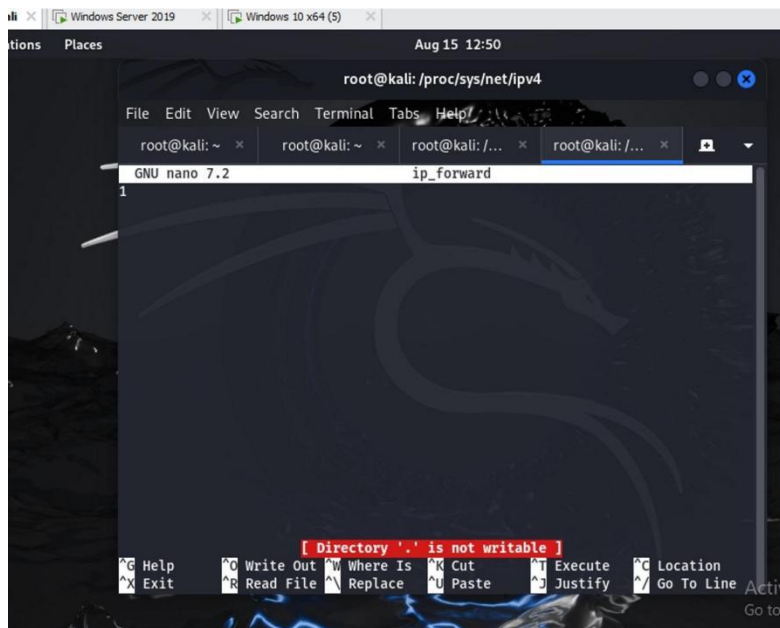 Windows Server 2019 Windows 10 x64 (5)
Places Aug 15 12:50
root@kali: /proc/sys/net/ipv4
File Edit View Search Terminal Tabs Help
root@kali: ~ root@kali: ~ root@kali: /... root@kali: /...
GNU nano 7.2 ip_forward
1
[ Directory '.' is not writable ]
^G Help ^O Write Out ^W Where Is ^K Cut ^T Execute ^C Location
^X Exit ^R Read File ^\ Replace ^U Paste ^J Justify ^/ Go To Line
Go to